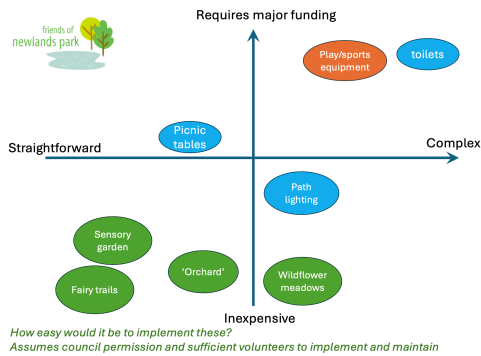 friends of
newlands park
Requires major funding
Play/sports
equipment
toilets
Picnic
tables
Straightforward
Complex
Path
lighting
Sensory
garden
'Orchard'
Wildflower
meadows
Fairy trails
Inexpensive
How easy would it be to implement these?
Assumes council permission and sufficient volunteers to implement and maintain